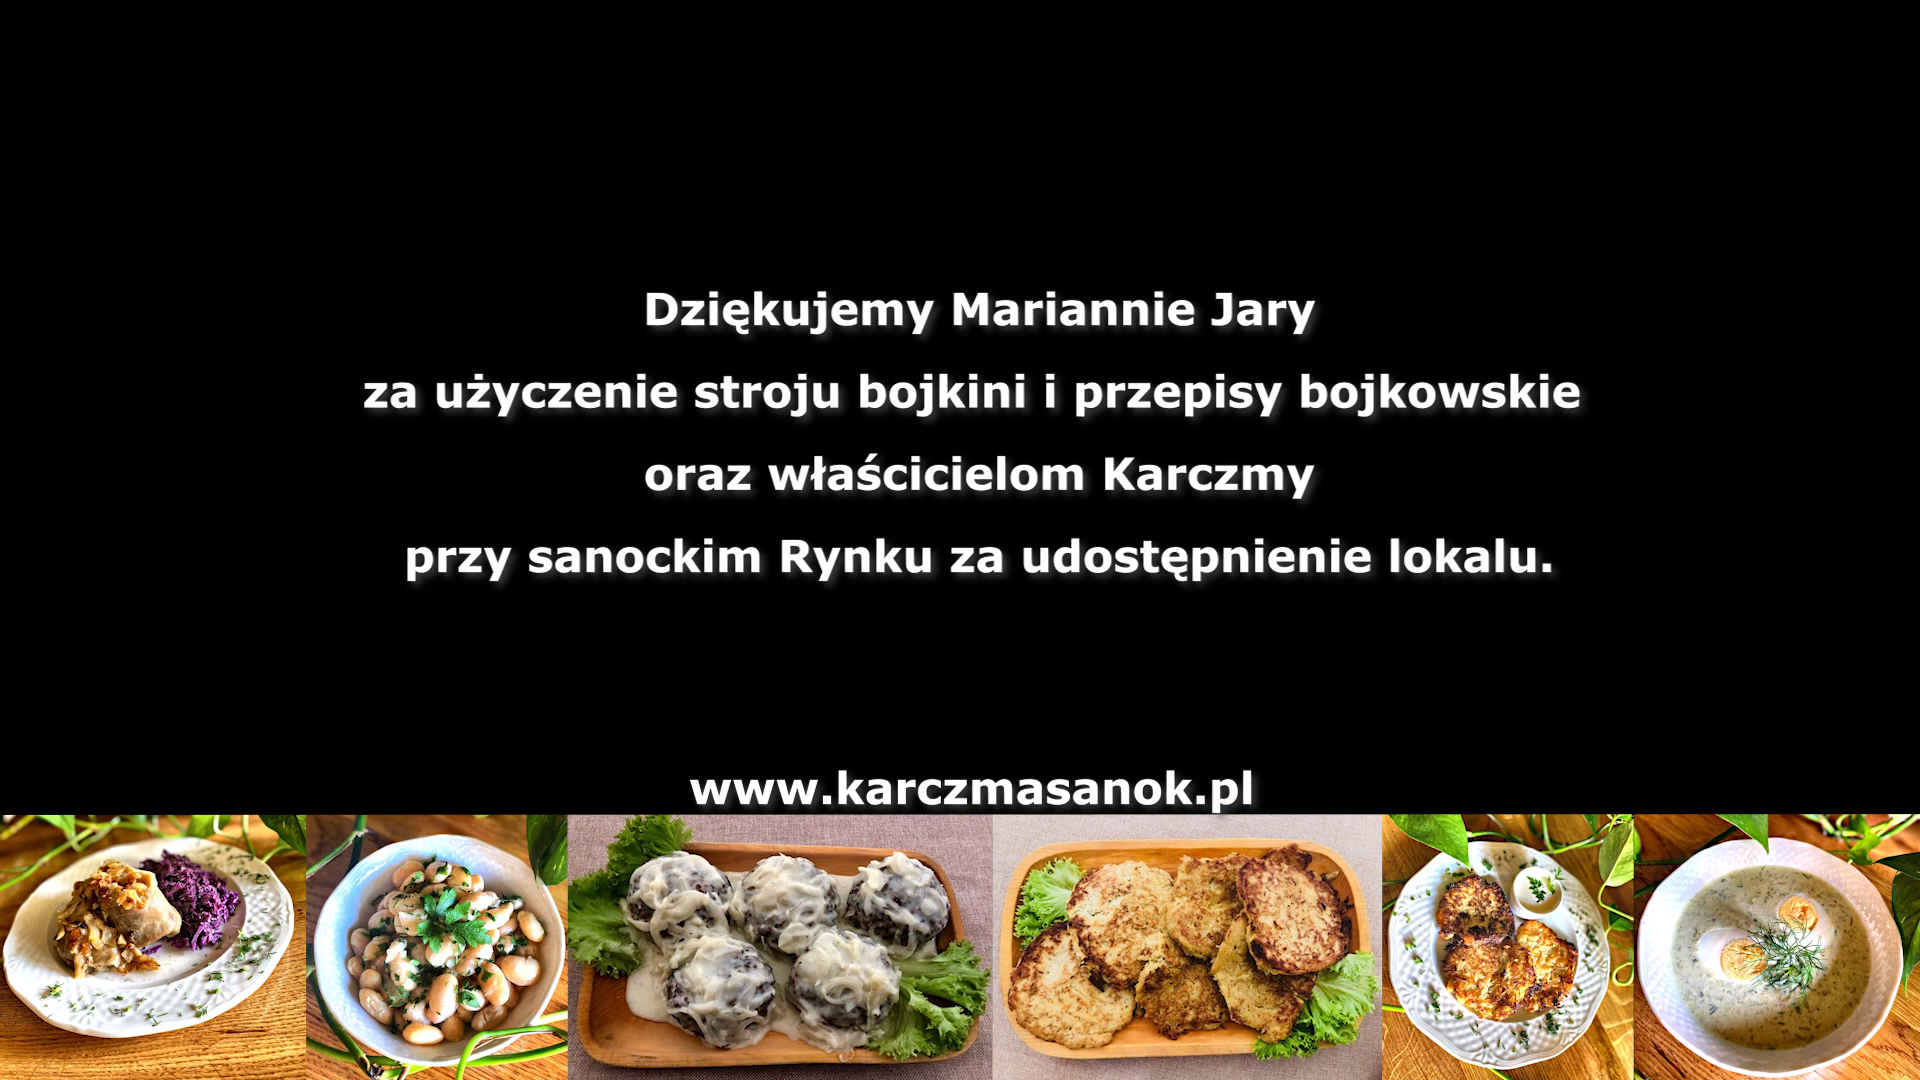 Dziękujemy Mariannie Jary
za użyczenie stroju bojkini i przepisy bojkowskie
oraz właścicielom Karczmy
przy sanockim Rynku za udostępnienie lokalu.
www.karczmasanok.pl